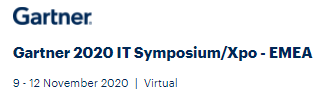 Gartner
Gartner 2020 IT Symposium/Xpo - EMEA
9 - 12 November 2020 | Virtual